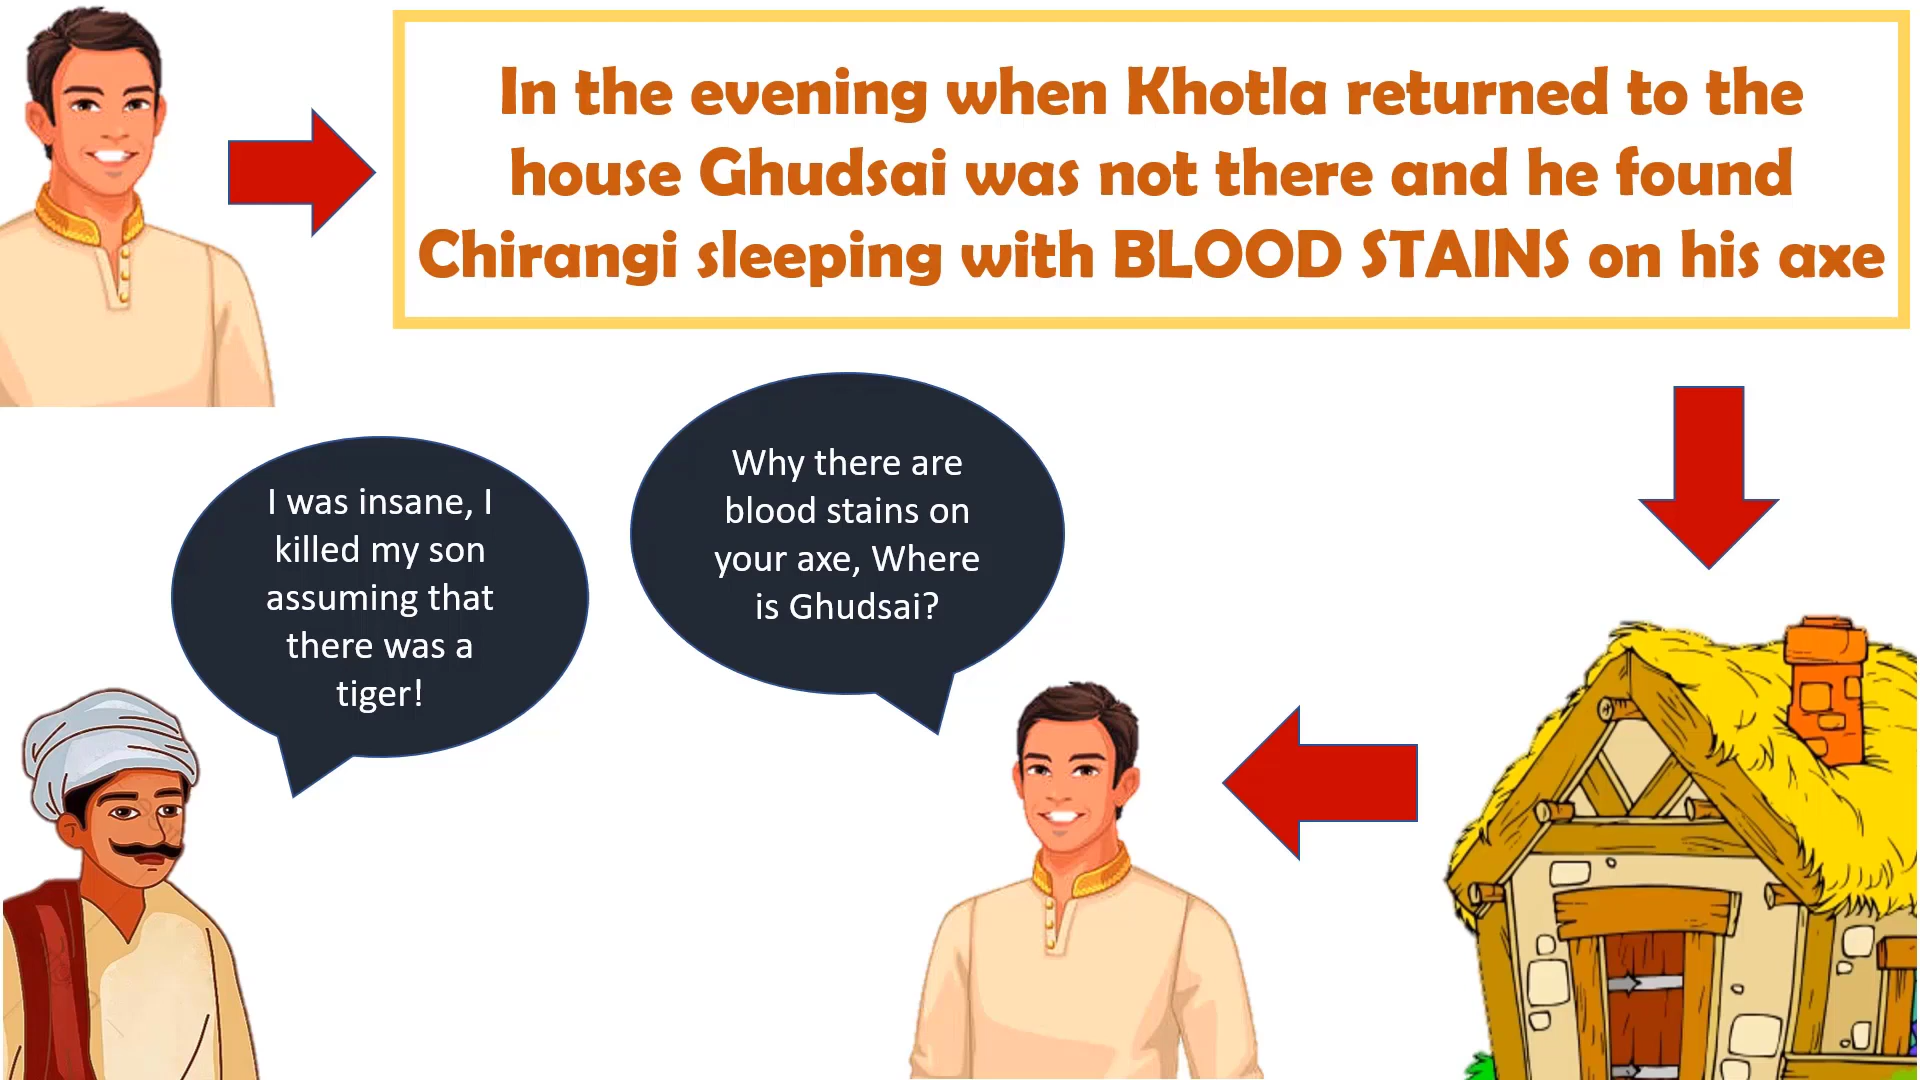 In the evening when Khotla returned to the
house Ghudsai was not there and he found
Chirangi sleeping with BLOOD STAINS on his axe
I was insane, I
killed my son
assuming that
there was a
tiger!
Why there are
blood stains on
your axe, Where
is Ghudsai?